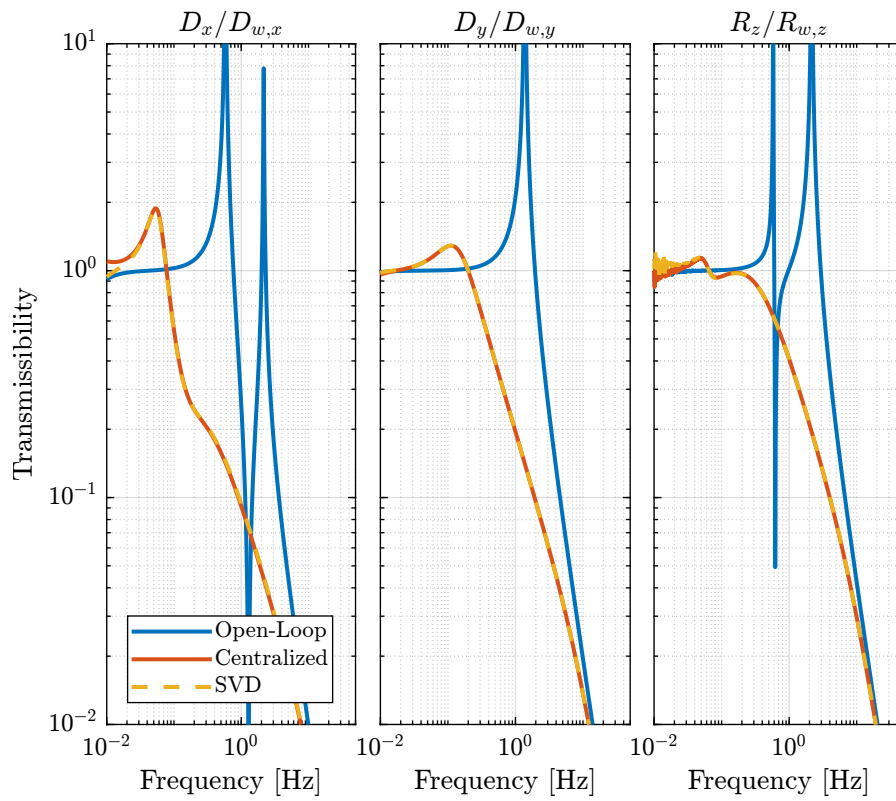 D_x/D_{w,x} D_y/D_{w,y} R_z/R_{w,z}
10^1
10^0
10^{-1}
10^{-2}
Transmissibility
Open-Loop
Centralized
SVD
10^{-2} 10^0 10^{-2} 10^0 10^{-2} 10^0
Frequency [Hz] Frequency [Hz] Frequency [Hz]